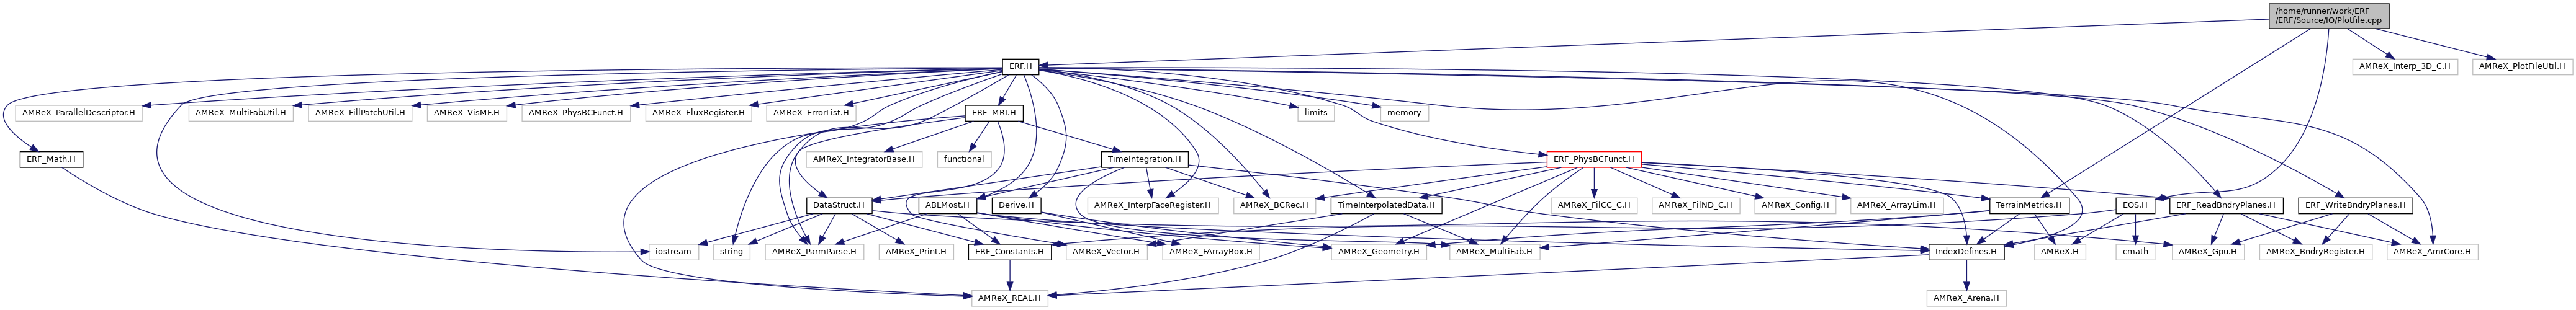 /home/runner/work/ERF
/ERF/Source/IO/Plotfile.cpp
ERF.H
AMReX_Interp_3D_C.H
AMReX_PlotFileUtil.H
AMReX_ParallelDescriptor.H
AMReX_MultiFabUtil.H
AMReX_FillPatchUtil.H
AMReX_VisMF.H
AMReX_PhysBCFunct.H
AMReX_FluxRegister.H
AMReX_ErrorList.H
ERF_MRI.H
limits
memory
ERF_Math.H
AMReX_IntegratorBase.H
functional
TimeIntegration.H
ERF_PhysBCFunct.H
DataStruct.H
ABLMost.H
Derive.H
AMReX_InterpFaceRegister.H
AMReX_BCRec.H
TimeInterpolatedData.H
AMReX_FilCC_C.H
AMReX_FilND_C.H
AMReX_Config.H
AMReX_ArrayLim.H
TerrainMetrics.H
EOS.H
ERF_ReadBndryPlanes.H
ERF_WriteBndryPlanes.H
iostream
string
AMReX_ParmParse.H
AMReX_Print.H
ERF_Constants.H
AMReX_Vector.H
AMReX_FArrayBox.H
AMReX_Geometry.H
AMReX_MultiFab.H
IndexDefines.H
AMReX.H
cmath
AMReX_Gpu.H
AMReX_BndryRegister.H
AMReX_AmrCore.H
AMReX_REAL.H
AMReX_Arena.H